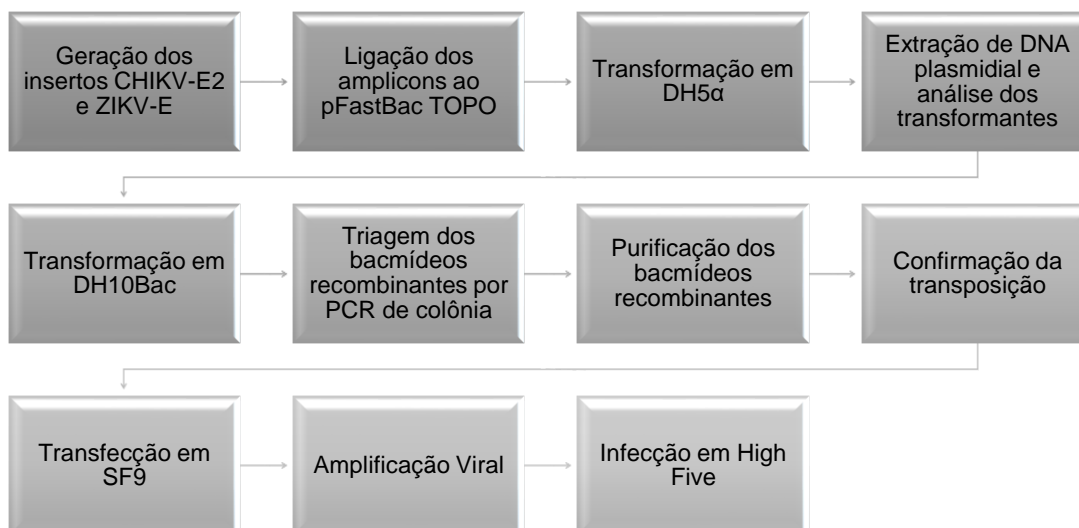 Geração dos
insertos CHIKV-E2
e ZIKV-E
Ligação dos
amplicons ao
pFastBac TOPO
Transformação em
DH5α
Extração de DNA
plasmidial e
análise dos
transformantes
Transformação em
DH10Bac
Triagem dos
bacmídeos
recombinantes por
PCR de colônia
Purificação dos
bacmídeos
recombinantes
Confirmação da
transposição
Transfecção em
SF9
Amplificação Viral
Infecção em High
Five